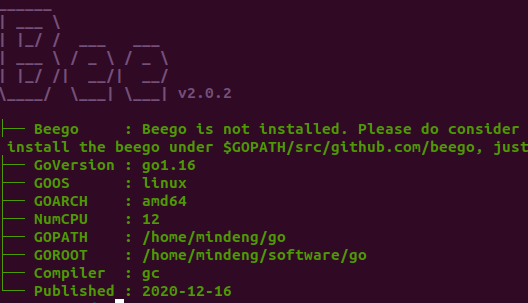 Bee
v2.0.2
├── Beego     : Beego is not installed. Please do consider
install the beego under $GOPATH/src/github.com/beego, just
├── GoVersion : go1.16
├── GOOS      : linux
├── GOARCH    : amd64
├── NumCPU    : 12
├── GOPATH    : /home/mindeng/go
├── GOROOT    : /home/mindeng/software/go
├── Compiler  : gc
└── Published : 2020-12-16